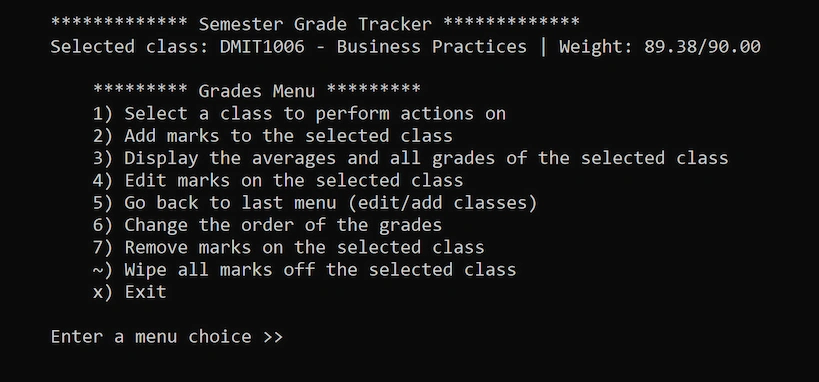 ************* Semester Grade Tracker *************
Selected class: DMIT1006 - Business Practices | Weight: 89.38/90.00
********* Grades Menu *********
1) Select a class to perform actions on
2) Add marks to the selected class
3) Display the averages and all grades of the selected class
4) Edit marks on the selected class
5) Go back to last menu (edit/add classes)
6) Change the order of the grades
7) Remove marks on the selected class
~) Wipe all marks off the selected class
x) Exit
Enter a menu choice >>